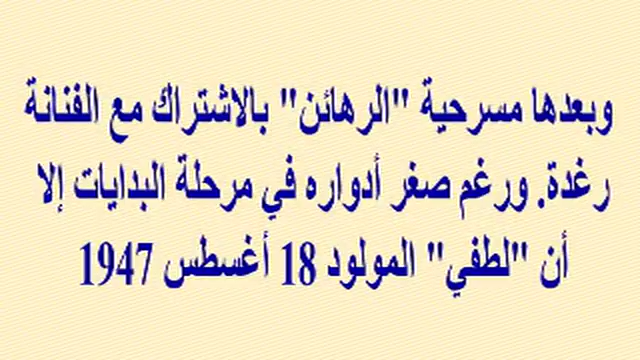 وبعدها مسرحية "الرهائن" بالاشتراك مع الفنانة
رغدة. ورغم صغر أدواره في مرحلة البدايات إلا
أن "لطفي" المولود 18 أغسطس 1947